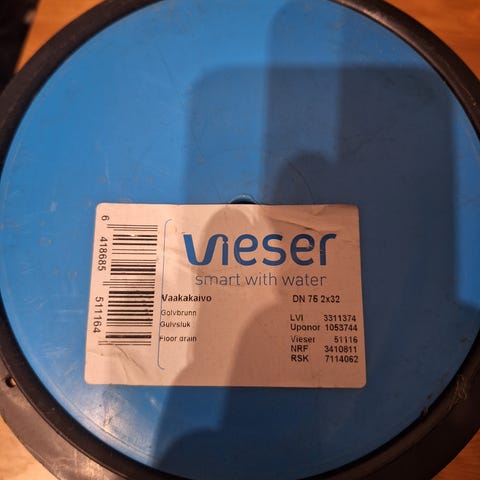 vieser
smart with water
Vaakakaivo DN 75 2x32
Golvbrunn
Gulvsluk
Floor drain
LVI 3311374
Uponor 1053744
Vieser 51116
NRF 3410811
RSK 7114062
6 418685 511164